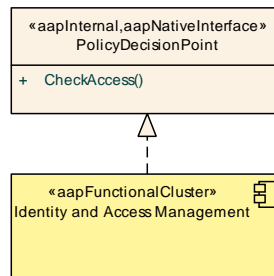 «aapInternal,aapNativeInterface»
PolicyDecisionPoint
+ CheckAccess()
«aapFunctionalCluster»
Identity and Access Management